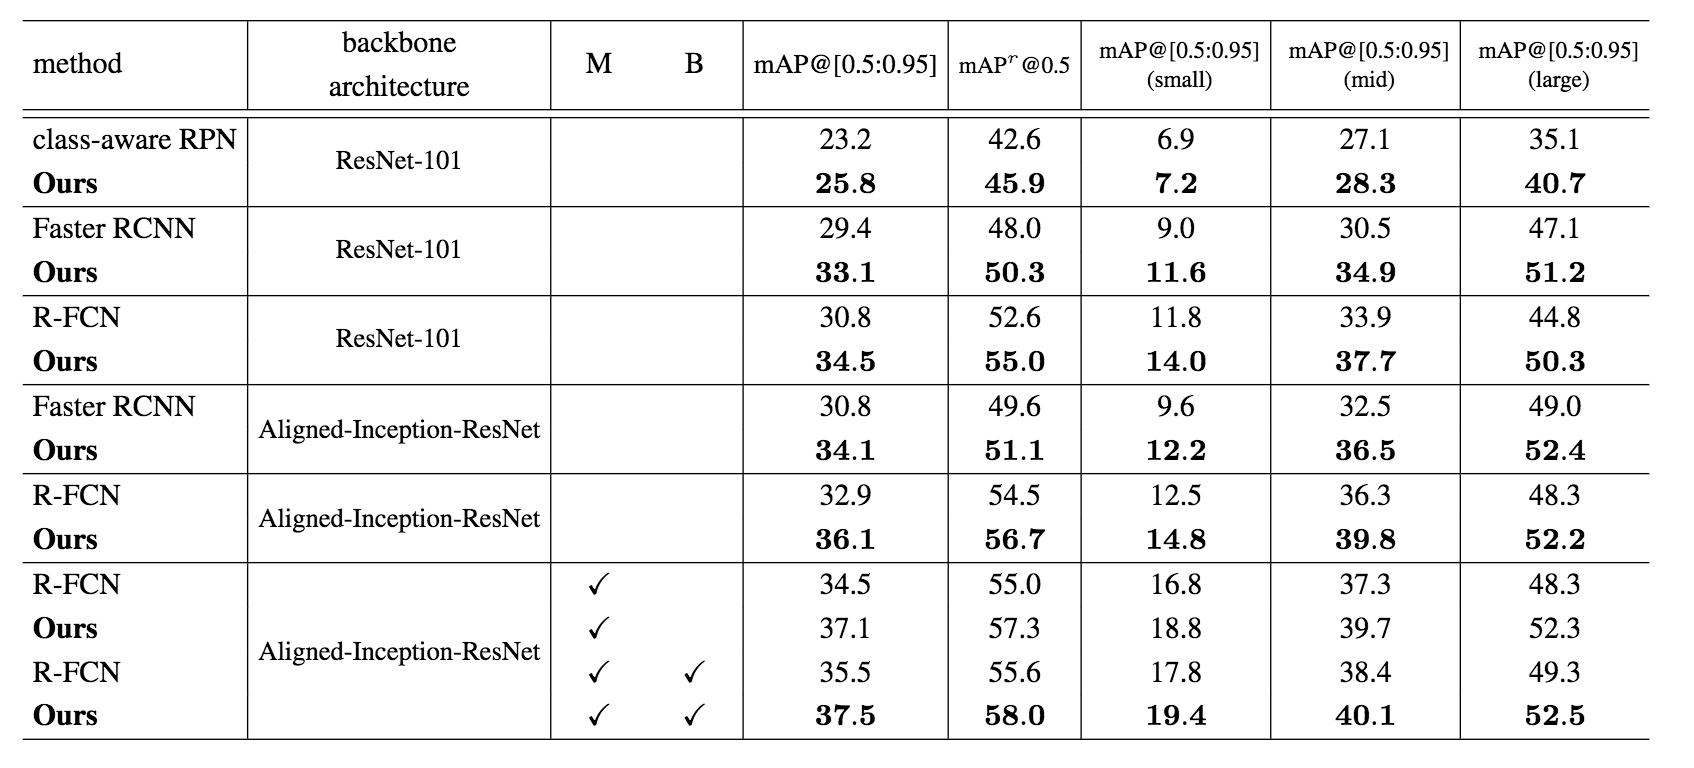 method backbone architecture M B mAP@[0.5:0.95] mAPʳ@0.5 mAP@[0.5:0.95] (small) mAP@[0.5:0.95] (mid) mAP@[0.5:0.95] (large)
class-aware RPN ResNet-101 23.2 42.6 6.9 27.1 35.1
Ours 25.8 45.9 7.2 28.3 40.7
Faster RCNN ResNet-101 29.4 48.0 9.0 30.5 47.1
Ours 33.1 50.3 11.6 34.9 51.2
R-FCN ResNet-101 30.8 52.6 11.8 33.9 44.8
Ours 34.5 55.0 14.0 37.7 50.3
Faster RCNN Aligned-Inception-ResNet 30.8 49.6 9.6 32.5 49.0
Ours 34.1 51.1 12.2 36.5 52.4
R-FCN Aligned-Inception-ResNet 32.9 54.5 12.5 36.3 48.3
Ours 36.1 56.7 14.8 39.8 52.2
R-FCN Aligned-Inception-ResNet ✓ 34.5 55.0 16.8 37.3 48.3
Ours ✓ 37.1 57.3 18.8 39.7 52.3
R-FCN ✓ ✓ 35.5 55.6 17.8 38.4 49.3
Ours ✓ ✓ 37.5 58.0 19.4 40.1 52.5